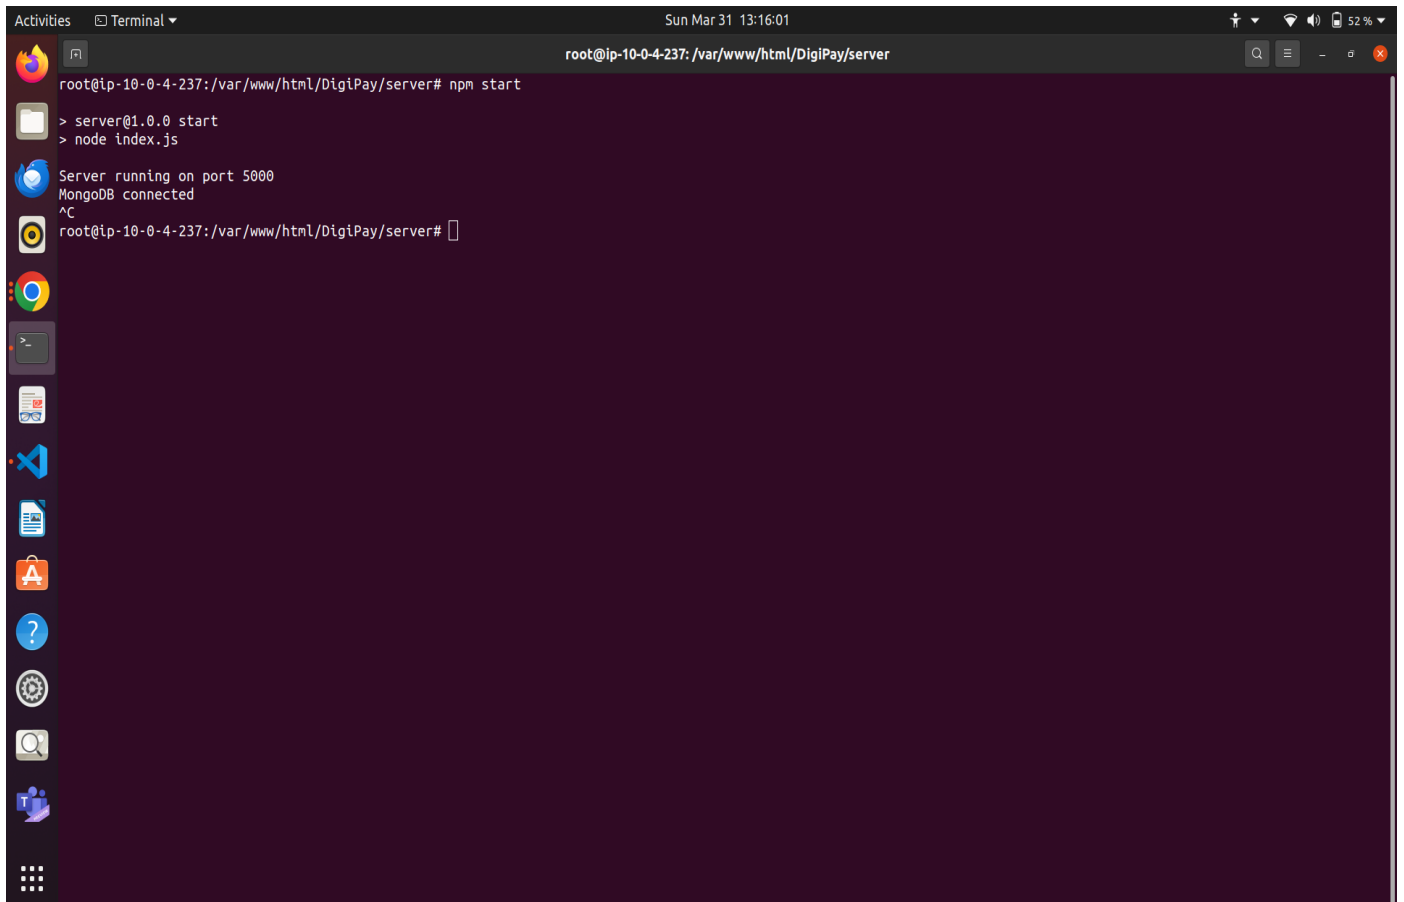 Activities Terminal Sun Mar 31 13:16:01 52 %
root@ip-10-0-4-237: /var/www/html/DigiPay/server
root@ip-10-0-4-237:/var/www/html/DigiPay/server# npm start
> server@1.0.0 start
> node index.js
Server running on port 5000
MongoDB connected
^C
root@ip-10-0-4-237:/var/www/html/DigiPay/server#